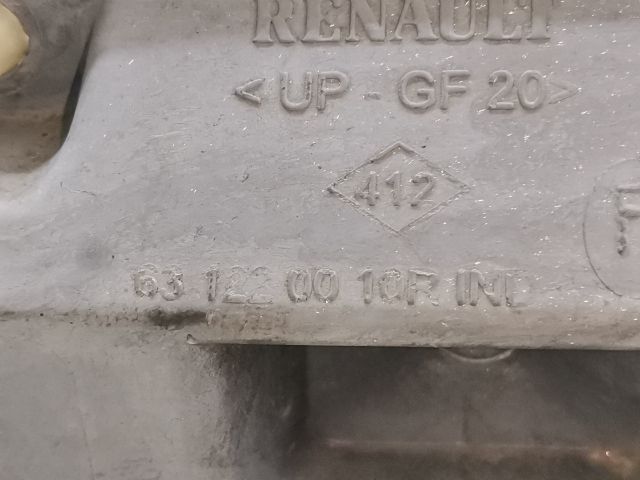 RENAULT
<UP - GF 20>
412
63 122 00 10R IND